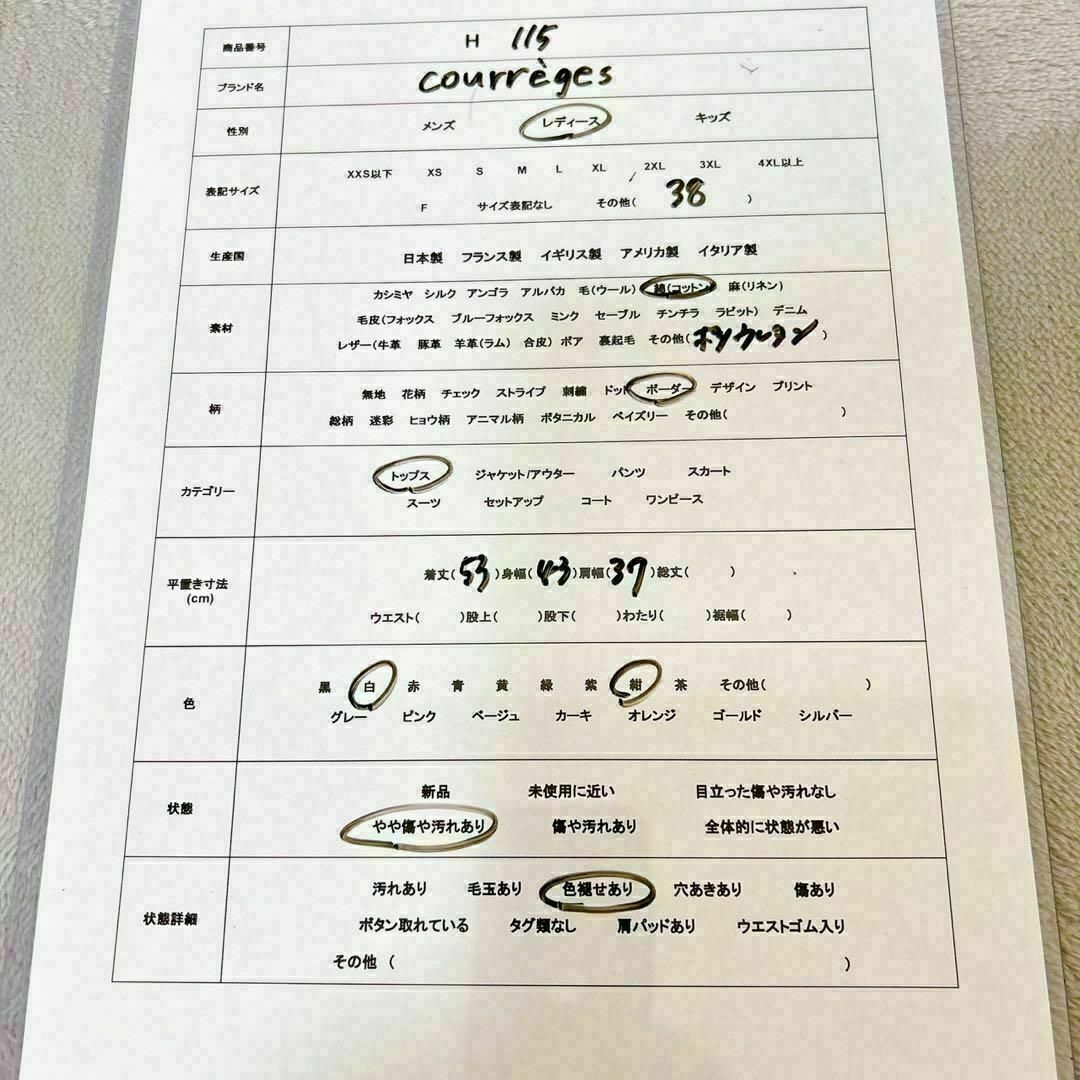 商品番号 H 115
ブランド名 courrèges
性別 メンズ レディース キッズ
表記サイズ
XXS以下 XS S M L XL 2XL 3XL 4XL以上
F サイズ表記なし その他( 38 )
生産国 日本製 フランス製 イギリス製 アメリカ製 イタリア製
素材
カシミヤ シルク アンゴラ アルパカ 毛(ウール) 綿(コットン) 麻(リネン)
毛皮(フォックス ブルーフォックス ミンク セーブル チンチラ ラビット) デニム
レザー(牛革 豚革 羊革(ラム) 合皮) ボア 裏起毛 その他(ポリウレタン)
柄
無地 花柄 チェック ストライプ 刺繍 ドット ボーダー デザイン プリント
総柄 迷彩 ヒョウ柄 アニマル柄 ボタニカル ペイズリー その他( )
カテゴリー
トップス ジャケット/アウター パンツ スカート
スーツ セットアップ コート ワンピース
平置き寸法
(cm)
着丈(53)身幅(43)肩幅(37)総丈( )
ウエスト( )股上( )股下( )わたり( )裾幅( )
色
黒 白 赤 青 黄 緑 紫 紺 茶 その他( )
グレー ピンク ベージュ カーキ オレンジ ゴールド シルバー
状態
新品 未使用に近い 目立った傷や汚れなし
やや傷や汚れあり 傷や汚れあり 全体的に状態が悪い
状態詳細
汚れあり 毛玉あり 色褪せあり 穴あきあり 傷あり
ボタン取れている タグ類なし 肩パッドあり ウエストゴム入り
その他 ( )